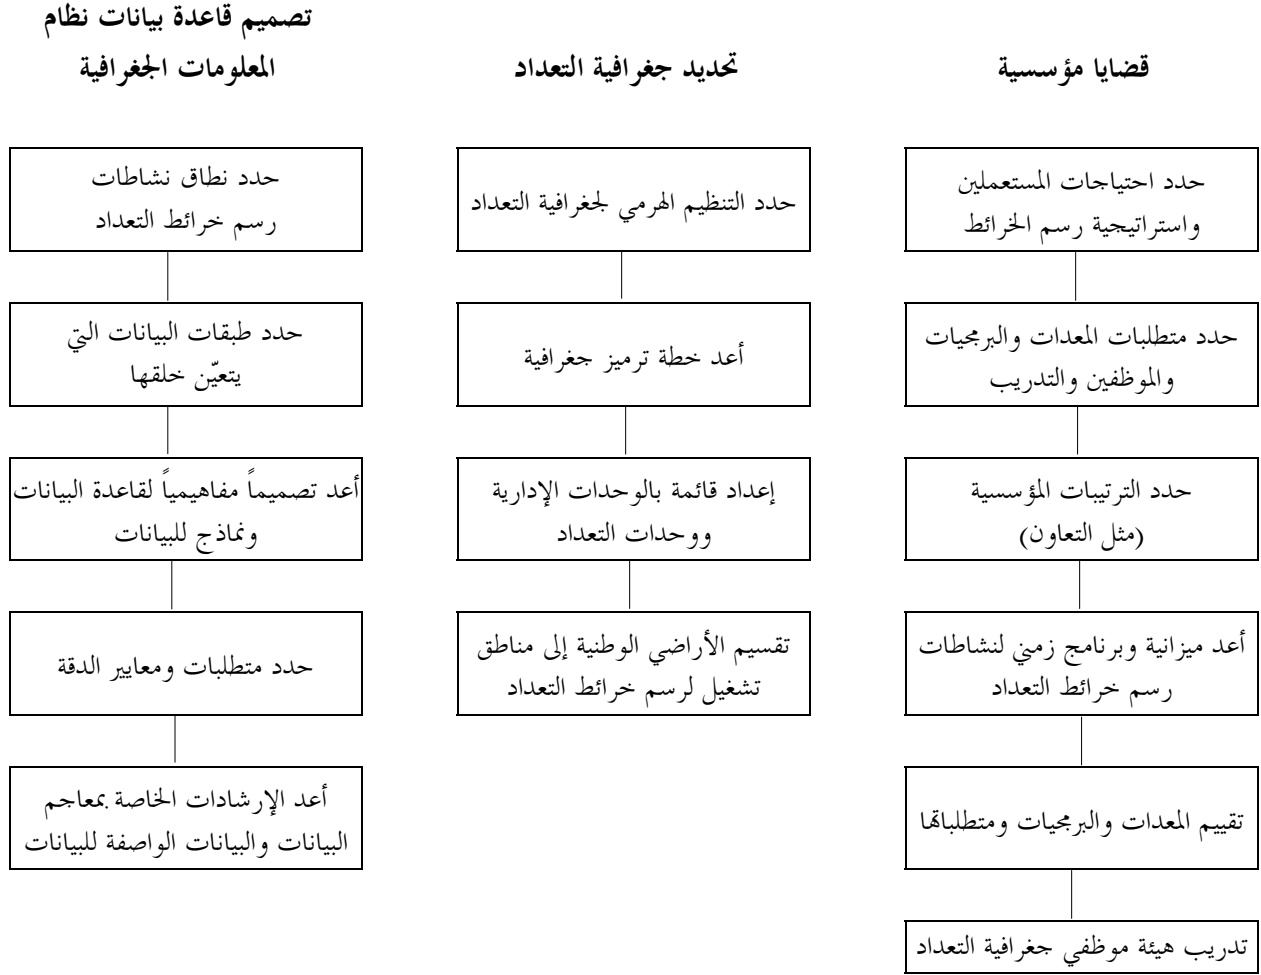 قضايا مؤسسية
حدد احتياجات المستعملين
واستراتيجية رسم الخرائط
حدد متطلبات المعدات والبرمجيات
والموظفين والتدريب
حدد الترتيبات المؤسسية
(مثل التعاون)
أعد ميزانية وبرنامج زمني لنشاطات
رسم خرائط التعداد
تقييم المعدات والبرمجيات ومتطلباتها
تدريب هيئة موظفي جغرافية التعداد
تحديد جغرافية التعداد
حدد التنظيم الهرمي لجغرافية التعداد
أعد خطة ترميز جغرافية
إعداد قائمة بالوحدات الإدارية
ووحدات التعداد
تقسيم الأراضي الوطنية إلى مناطق
تشغيل لرسم خرائط التعداد
تصميم قاعدة بيانات نظام
المعلومات الجغرافية
حدد نطاق نشاطات
رسم خرائط التعداد
حدد طبقات البيانات التي
يتعيّن خلقها
أعد تصميماً مفاهيمياً لقاعدة البيانات
ونماذج للبيانات
حدد متطلبات ومعايير الدقة
أعد الإرشادات الخاصة بمعاجم
البيانات والبيانات الواصفة للبيانات